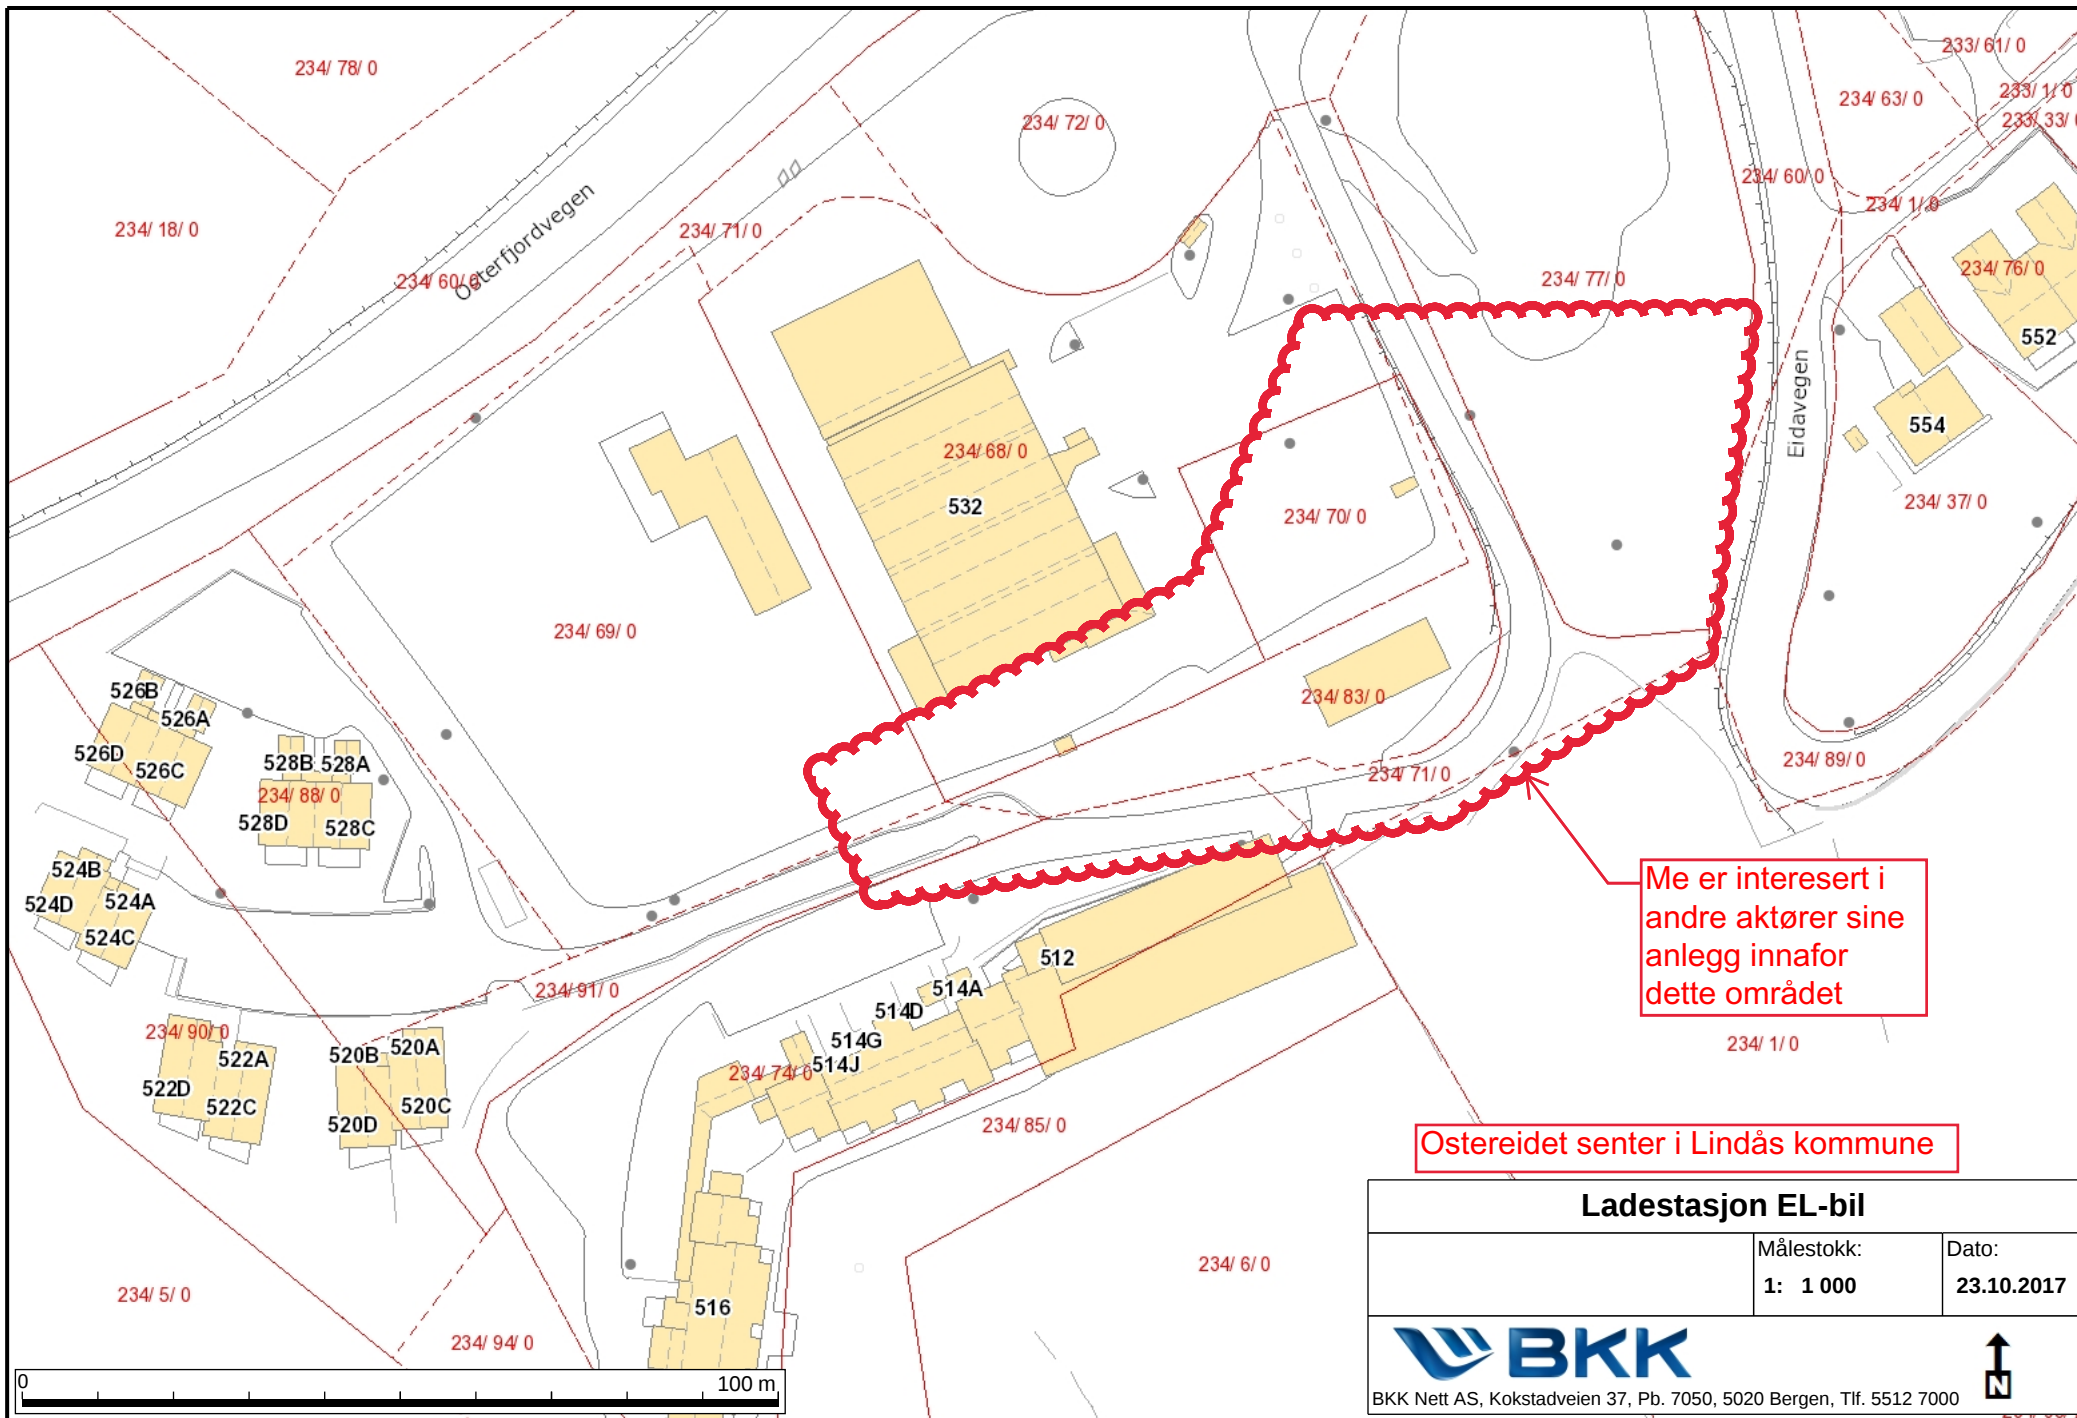 233/ 61/ 0
234/ 78/ 0
233/ 1/ 0
234/ 63/ 0
233/ 33/
234/ 72/ 0
234/ 60/ 0
234/ 1/ 0
234/ 18/ 0
234/ 71/ 0
Osterfjordvegen
234/ 60/ 0
234/ 77/ 0
234/ 76/ 0
552
Eidavegen
554
234/ 68/ 0
532
234/ 70/ 0
234/ 37/ 0
234/ 69/ 0
234/ 83/ 0
526B
526A
526D
526C
528B
528A
234/ 88/ 0
528D
528C
234/ 71/ 0
234/ 89/ 0
524B
524A
524D
524C
Me er interesert i
andre aktører sine
anlegg innafor
dette området
512
514A
514D
514G
514J
234/ 91/ 0
234/ 90/ 0
522A
522D
522C
520B
520A
520C
520D
234/ 74/ 0
234/ 1/ 0
234/ 85/ 0
Ostereidet senter i Lindås kommune
Ladestasjon EL-bil
Målestokk:
1: 1 000
Dato:
23.10.2017
234/ 6/ 0
234/ 5/ 0
516
234/ 94/ 0
0
100 m
BKK
BKK Nett AS, Kokstadveien 37, Pb. 7050, 5020 Bergen, Tlf. 5512 7000
N